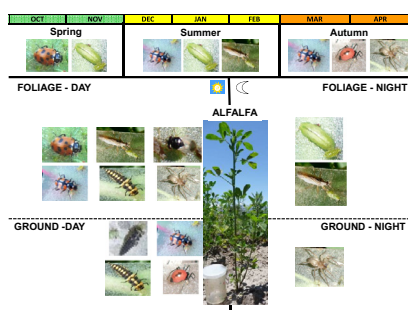 OCT NOV DEC JAN FEB MAR APR
Spring Summer Autumn
FOLIAGE - DAY FOLIAGE - NIGHT
ALFALFA
GROUND -DAY GROUND - NIGHT